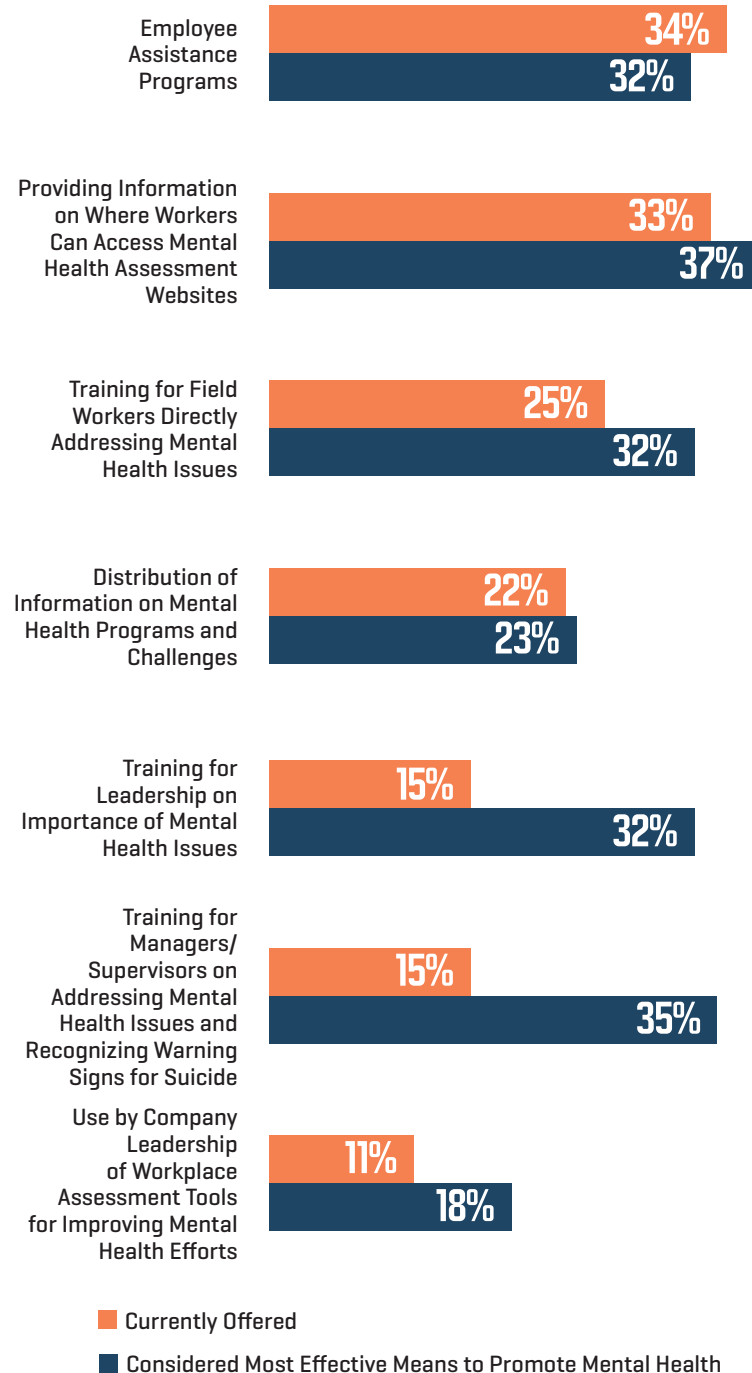 Employee
Assistance
Programs
34%
32%
Providing Information
on Where Workers
Can Access Mental
Health Assessment
Websites
33%
37%
Training for Field
Workers Directly
Addressing Mental
Health Issues
25%
32%
Distribution of
Information on Mental
Health Programs and
Challenges
22%
23%
Training for
Leadership on
Importance of Mental
Health Issues
15%
32%
Training for
Managers/
Supervisors on
Addressing Mental
Health Issues and
Recognizing Warning
Signs for Suicide
15%
35%
Use by Company
Leadership
of Workplace
Assessment Tools
for Improving Mental
Health Efforts
11%
18%
Currently Offered
Considered Most Effective Means to Promote Mental Health